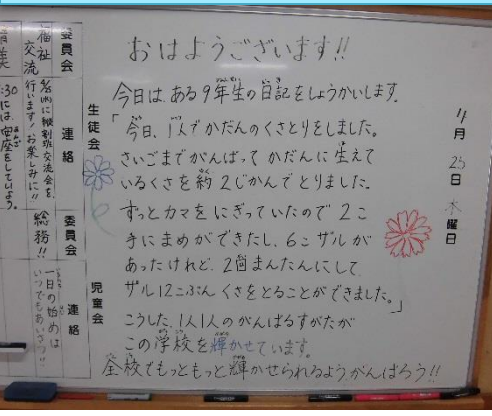 おはようございます!!
今日は、ある9年生の日記をしょうかいします。
「今日、1人でかだんのくさとりをしました。
さいごまでがんばってかだんに生えて
いるくさを約2じかんでとりました。
ずっとカマをにぎっていたので2こ
手にまめができたし、6こザルが
あったけれど、2回まんたんにして
ザル12こぶんくさをとることができました。」
こうした、1人1人のがんばるすがたが
この学校を輝かせています。
全校でもっともっと輝かせられるようがんばろう!!
月
日
水
曜日
生徒会
児童会
委員会
連絡
福祉
交流
縦割班交流会を
行います!お楽しみに!!
:30には
をしていよう。
委員会
連絡
総務!!
一日の始めは
いつでもあいさつ!!